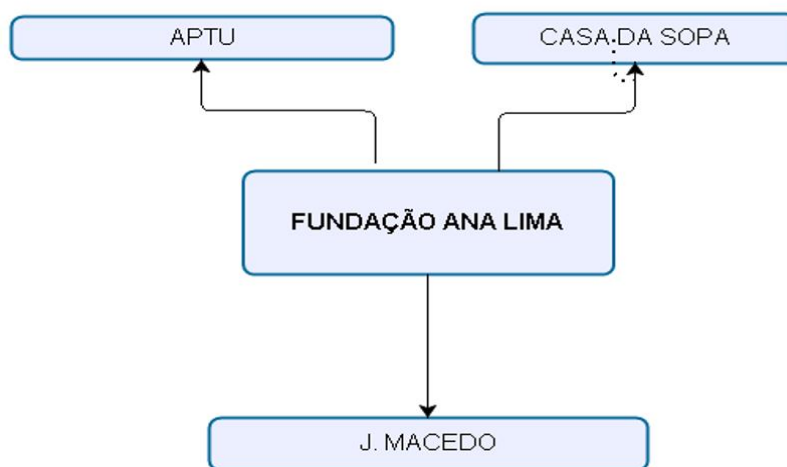 APTU
CASA DA SOPA
FUNDAÇÃO ANA LIMA
J. MACEDO